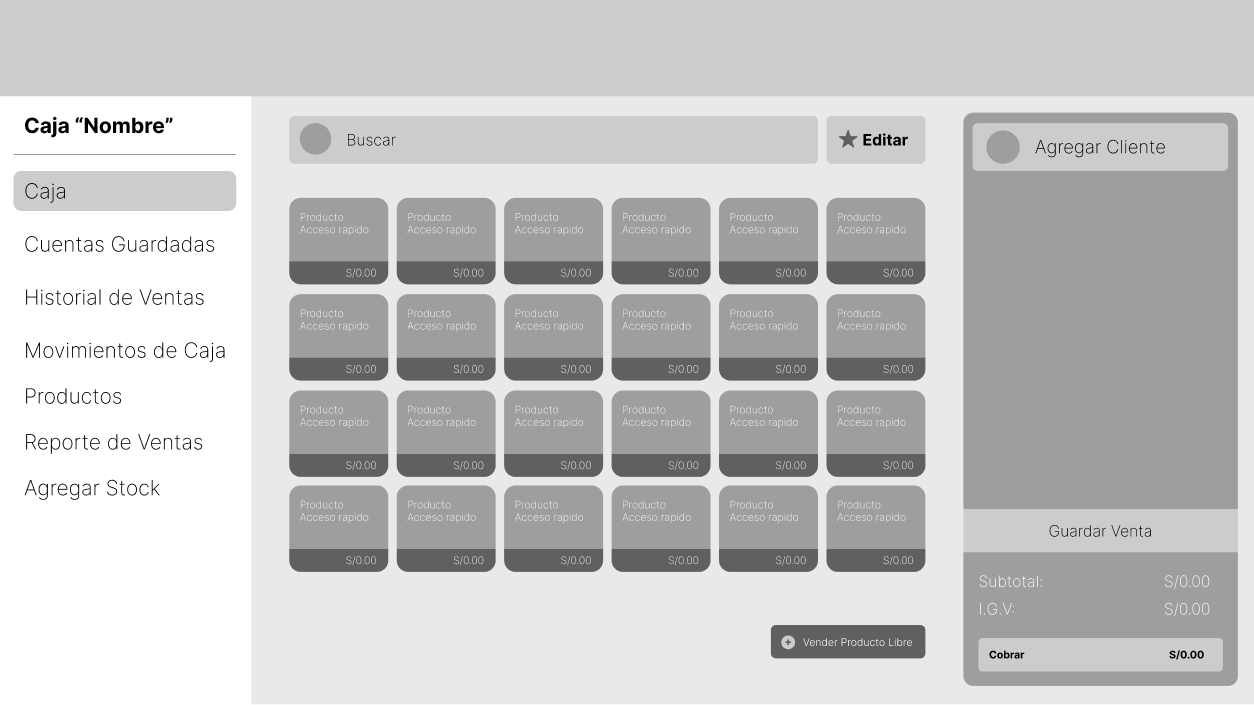 Caja “Nombre”
Caja
Cuentas Guardadas
Historial de Ventas
Movimientos de Caja
Productos
Reporte de Ventas
Agregar Stock
Buscar
Editar
Producto
Acceso rapido
S/0.00
Producto
Acceso rapido
S/0.00
Producto
Acceso rapido
S/0.00
Producto
Acceso rapido
S/0.00
Producto
Acceso rapido
S/0.00
Producto
Acceso rapido
S/0.00
Producto
Acceso rapido
S/0.00
Producto
Acceso rapido
S/0.00
Producto
Acceso rapido
S/0.00
Producto
Acceso rapido
S/0.00
Producto
Acceso rapido
S/0.00
Producto
Acceso rapido
S/0.00
Producto
Acceso rapido
S/0.00
Producto
Acceso rapido
S/0.00
Producto
Acceso rapido
S/0.00
Producto
Acceso rapido
S/0.00
Producto
Acceso rapido
S/0.00
Producto
Acceso rapido
S/0.00
Producto
Acceso rapido
S/0.00
Producto
Acceso rapido
S/0.00
Producto
Acceso rapido
S/0.00
Producto
Acceso rapido
S/0.00
Producto
Acceso rapido
S/0.00
Producto
Acceso rapido
S/0.00
Vender Producto Libre
Agregar Cliente
Guardar Venta
Subtotal: S/0.00
I.G.V: S/0.00
Cobrar S/0.00